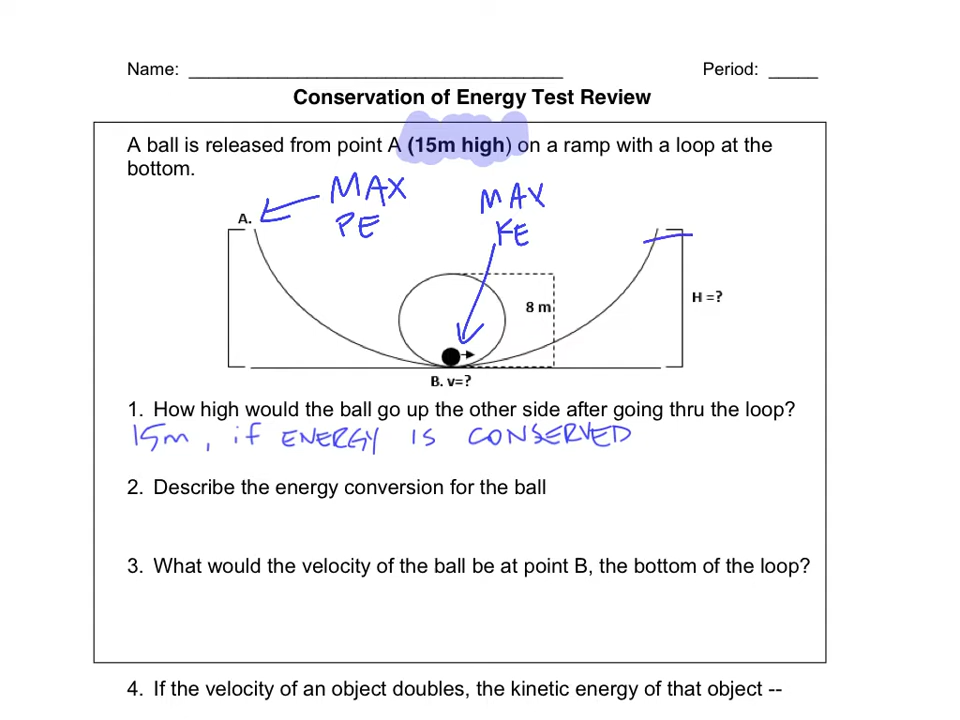 Name: ______________________________________ Period: _____
Conservation of Energy Test Review
A ball is released from point A (15m high) on a ramp with a loop at the
bottom.
MAX
PE
MAX
KE
A.
8 m
H =?
B. v=?
1. How high would the ball go up the other side after going thru the loop?
15m, if ENERGY IS CONSERVED
2. Describe the energy conversion for the ball
3. What would the velocity of the ball be at point B, the bottom of the loop?
4. If the velocity of an object doubles, the kinetic energy of that object --